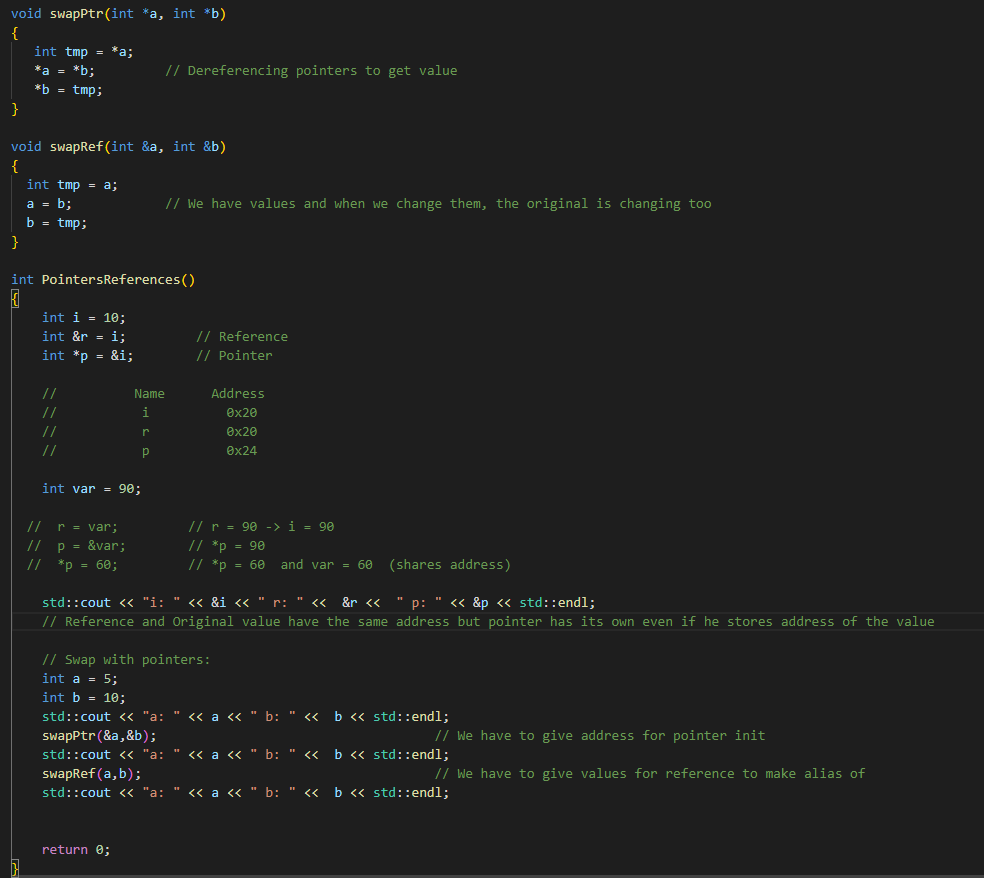 void swapPtr(int *a, int *b)
{
int tmp = *a;
*a = *b; // Dereferencing pointers to get value
*b = tmp;
}
void swapRef(int &a, int &b)
{
int tmp = a;
a = b; // We have values and when we change them, the original is changing too
b = tmp;
}
int PointersReferences()
{
int i = 10;
int &r = i; // Reference
int *p = &i; // Pointer
// Name Address
// i 0x20
// r 0x20
// p 0x24
int var = 90;
// r = var; // r = 90 -> i = 90
// p = &var; // *p = 90
// *p = 60; // *p = 60 and var = 60 (shares address)
std::cout << "i: " << &i << " r: " << &r << " p: " << &p << std::endl;
// Reference and Original value have the same address but pointer has its own even if he stores address of the value
// Swap with pointers:
int a = 5;
int b = 10;
std::cout << "a: " << a << " b: " << b << std::endl;
swapPtr(&a,&b); // We have to give address for pointer init
std::cout << "a: " << a << " b: " << b << std::endl;
swapRef(a,b); // We have to give values for reference to make alias of
std::cout << "a: " << a << " b: " << b << std::endl;
return 0;
}